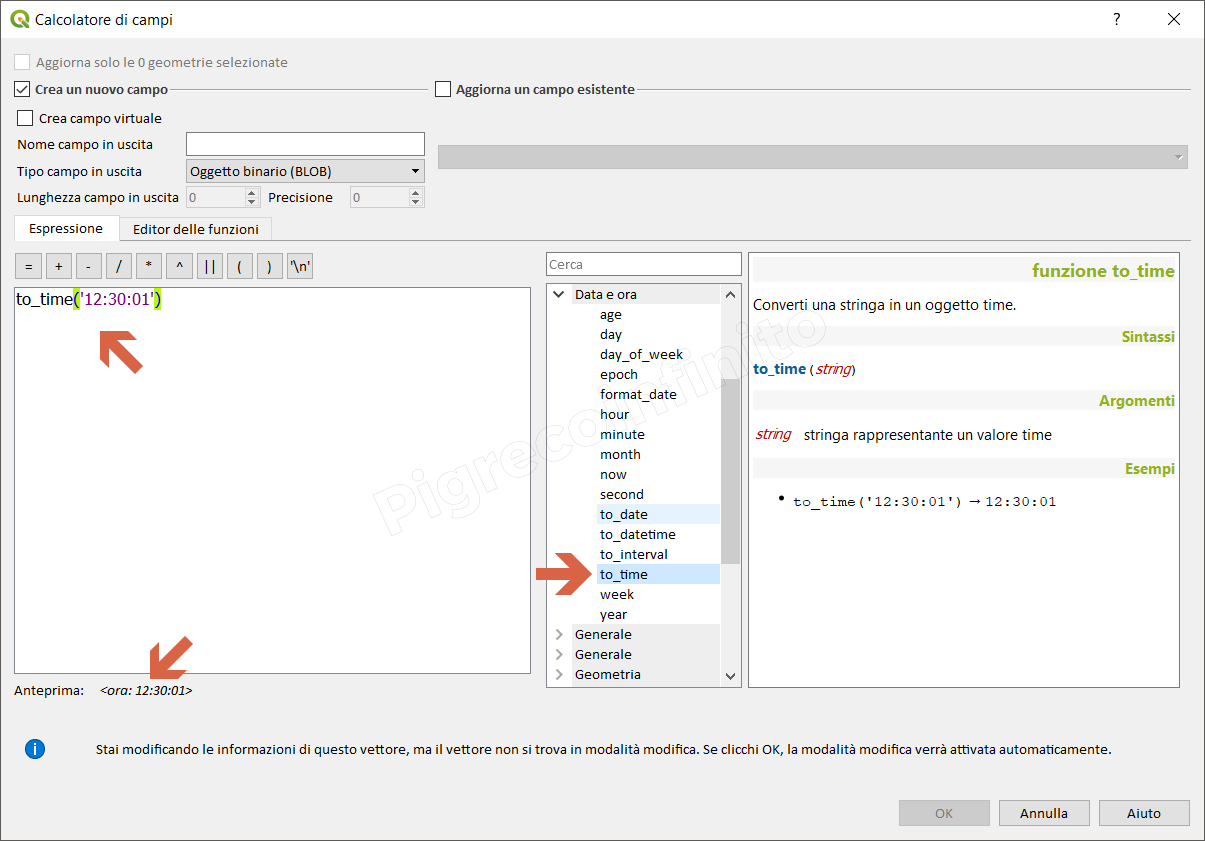 Calcolatore di campi
?
Aggiorna solo le 0 geometrie selezionate
Crea un nuovo campo
Aggiorna un campo esistente
Crea campo virtuale
Nome campo in uscita
Tipo campo in uscita Oggetto binario (BLOB)
Lunghezza campo in uscita 0 Precisione 0
Espressione Editor delle funzioni
= + - / * ^ || ( ) '\n'
to_time('12:30:01')
Anteprima: <ora: 12:30:01>
Cerca
Data e ora
age
day
day_of_week
epoch
format_date
hour
minute
month
now
second
to_date
to_datetime
to_interval
to_time
week
year
Generale
Generale
Geometria
funzione to_time
Converti una stringa in un oggetto time.
Sintassi
to_time (string)
Argomenti
string stringa rappresentante un valore time
Esempi
• to_time('12:30:01') → 12:30:01
Pigrecoinfinito
Stai modificando le informazioni di questo vettore, ma il vettore non si trova in modalità modifica. Se clicchi OK, la modalità modifica verrà attivata automaticamente.
OK Annulla Aiuto